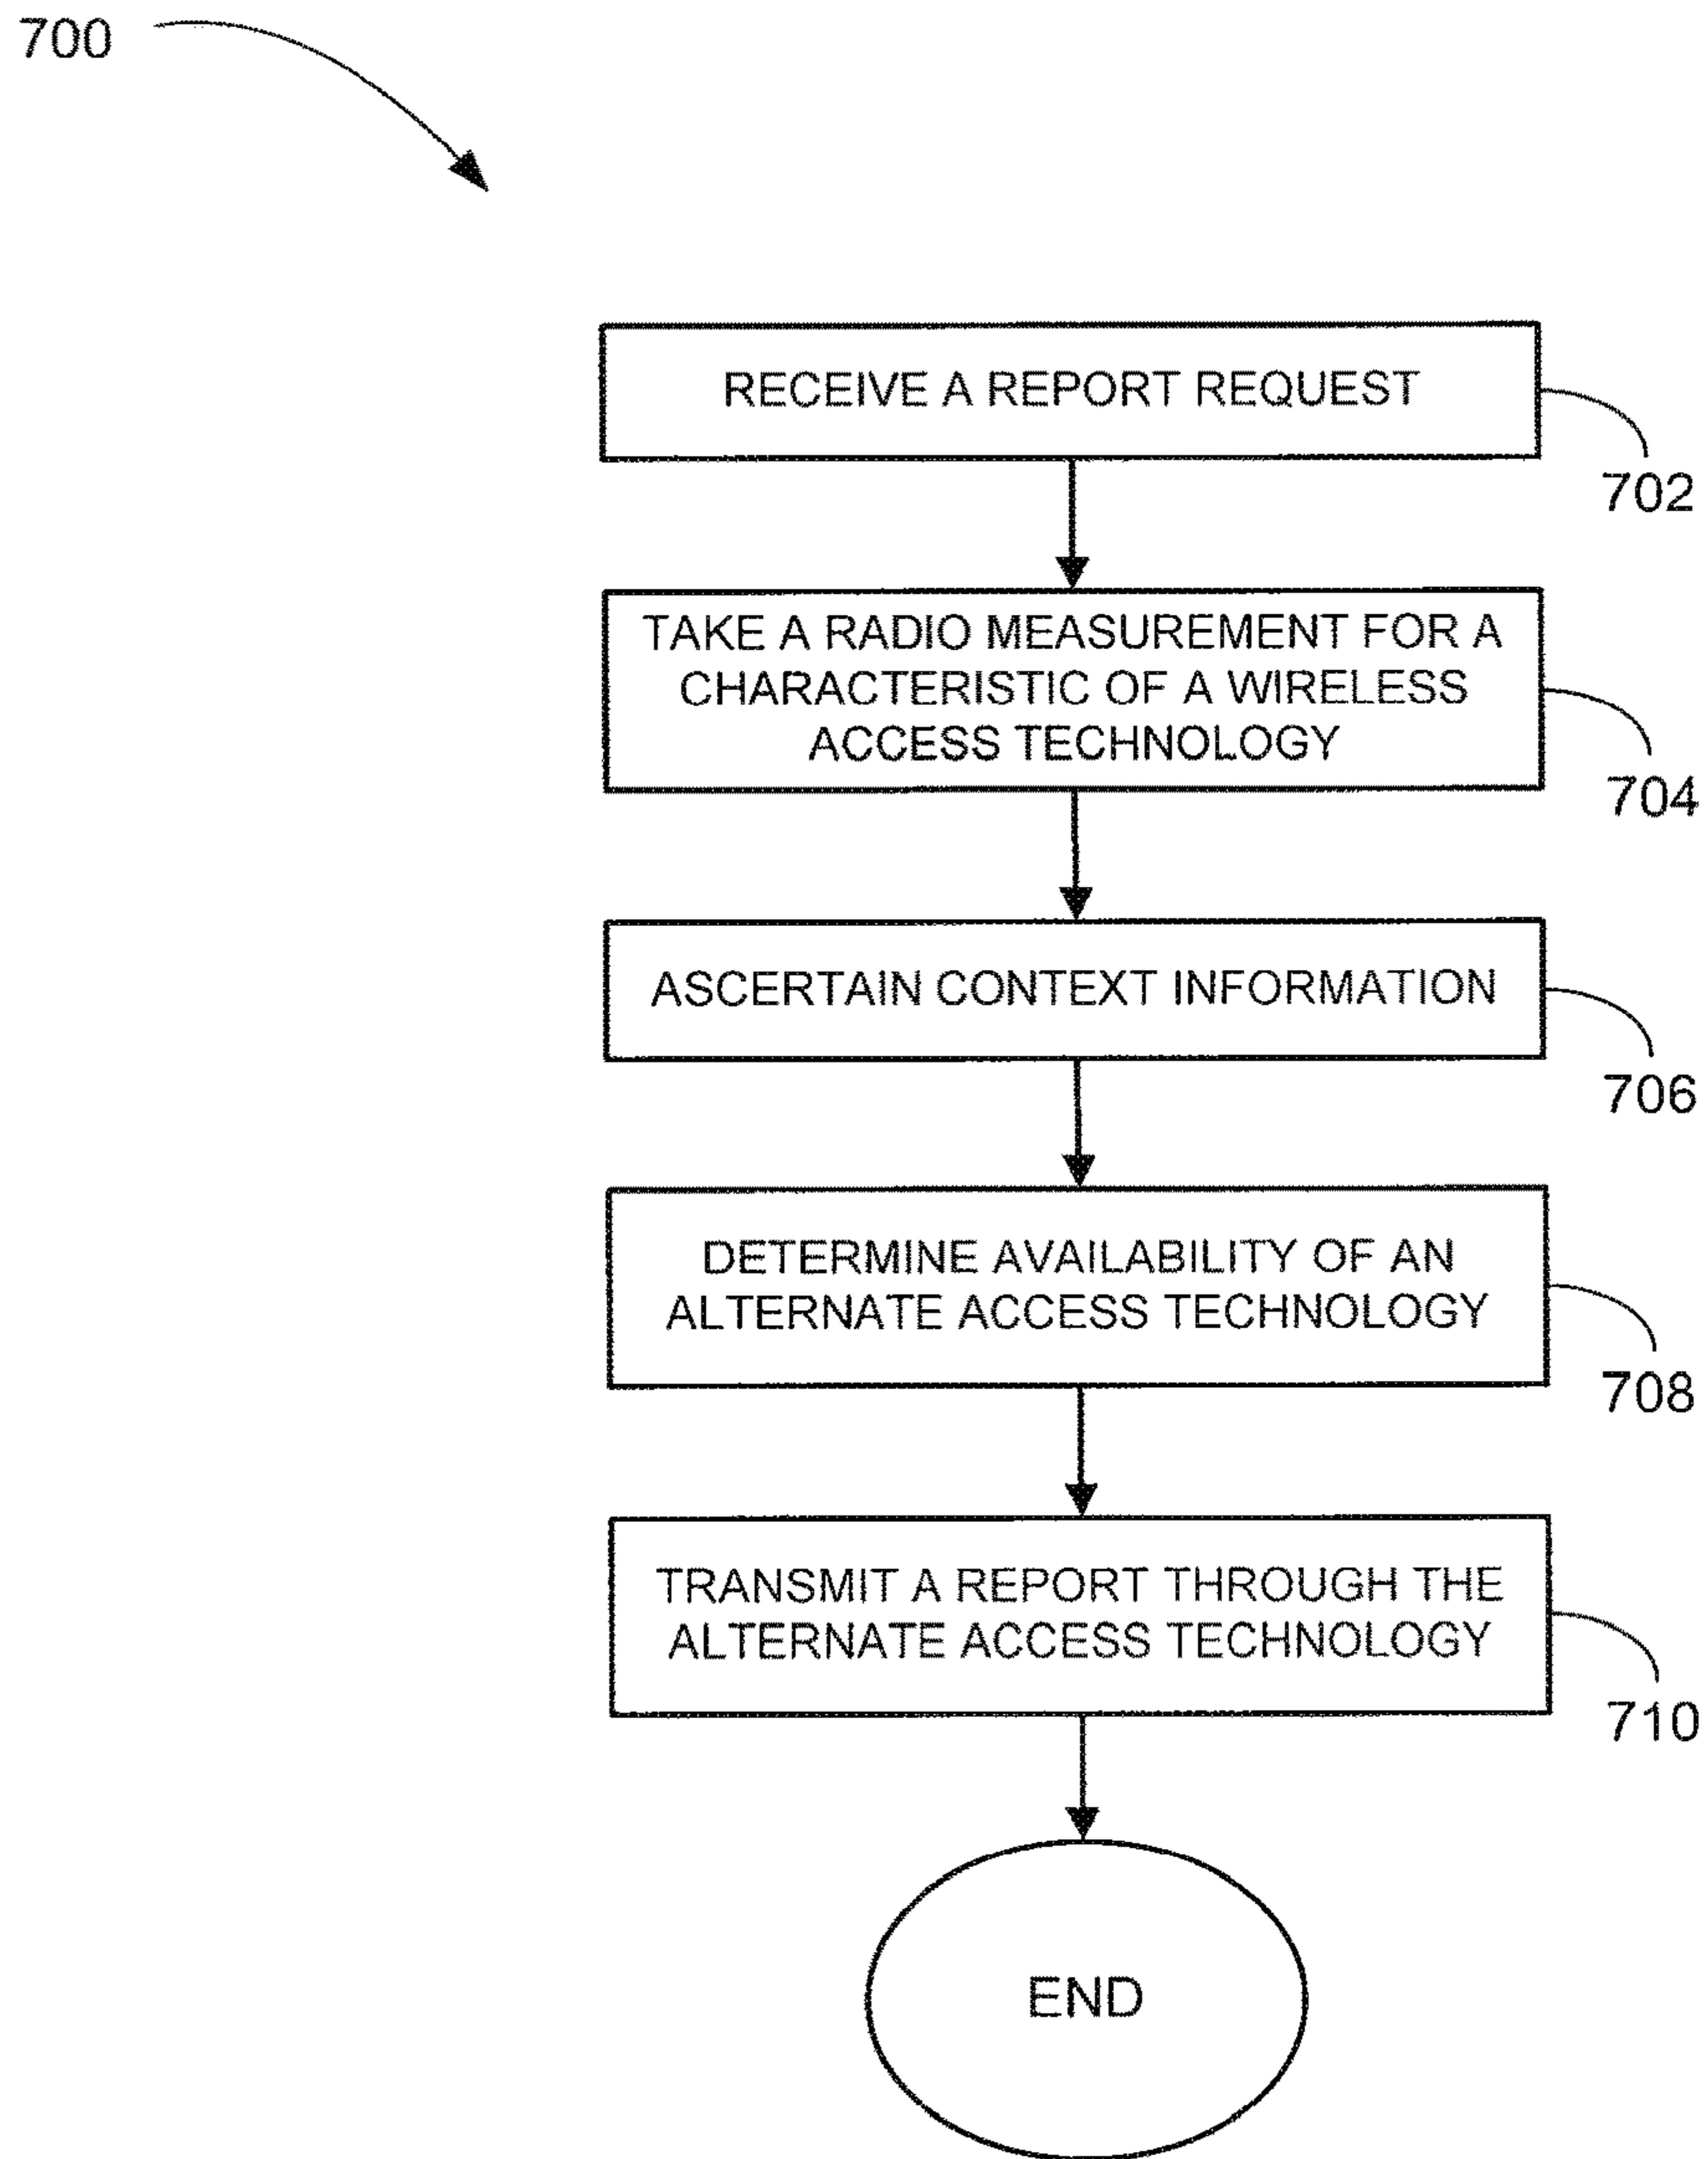 700
RECEIVE A REPORT REQUEST
702
TAKE A RADIO MEASUREMENT FOR A
CHARACTERISTIC OF A WIRELESS
ACCESS TECHNOLOGY
704
ASCERTAIN CONTEXT INFORMATION
706
DETERMINE AVAILABILITY OF AN
ALTERNATE ACCESS TECHNOLOGY
708
TRANSMIT A REPORT THROUGH THE
ALTERNATE ACCESS TECHNOLOGY
710
END